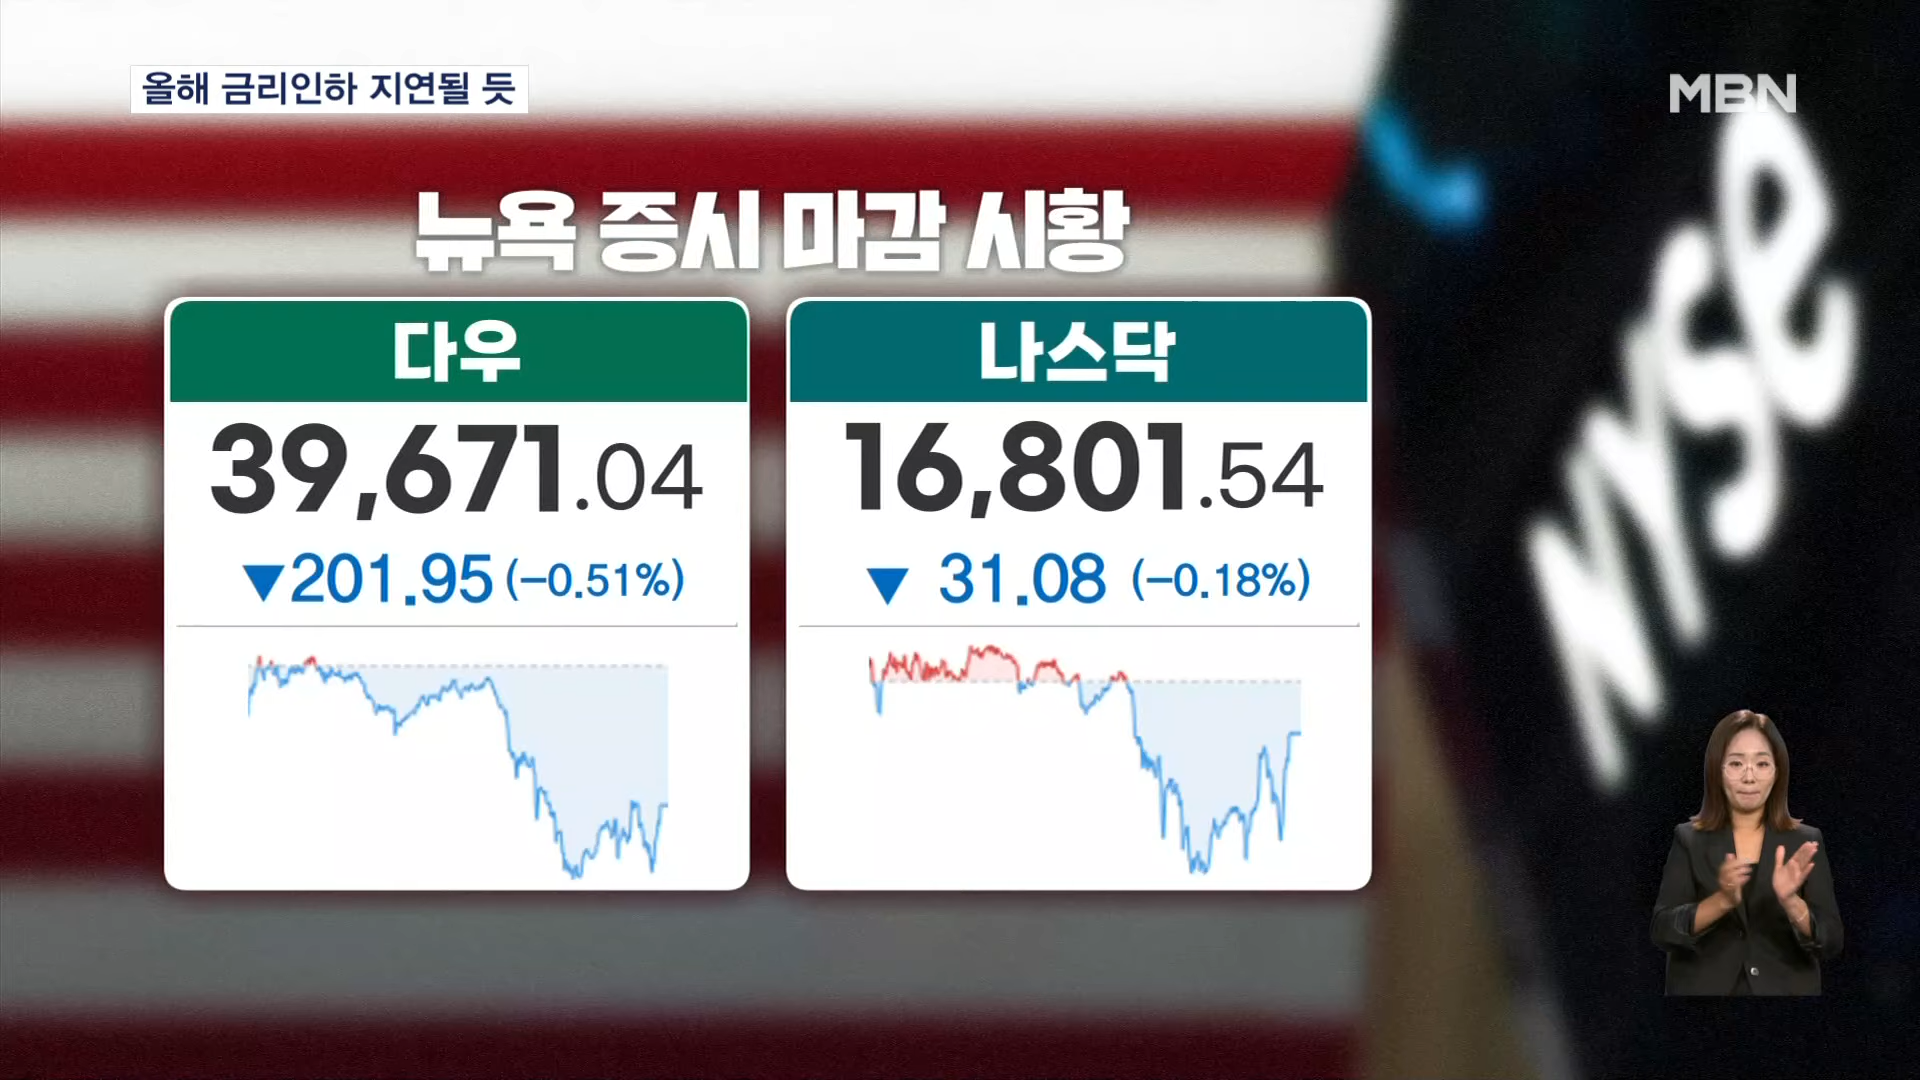 올해 금리인하 지연될 듯
MBN
뉴욕 증시 마감 시황
다우
39,671.04
▼201.95 (-0.51%)
나스닥
16,801.54
▼ 31.08 (-0.18%)
NYSE